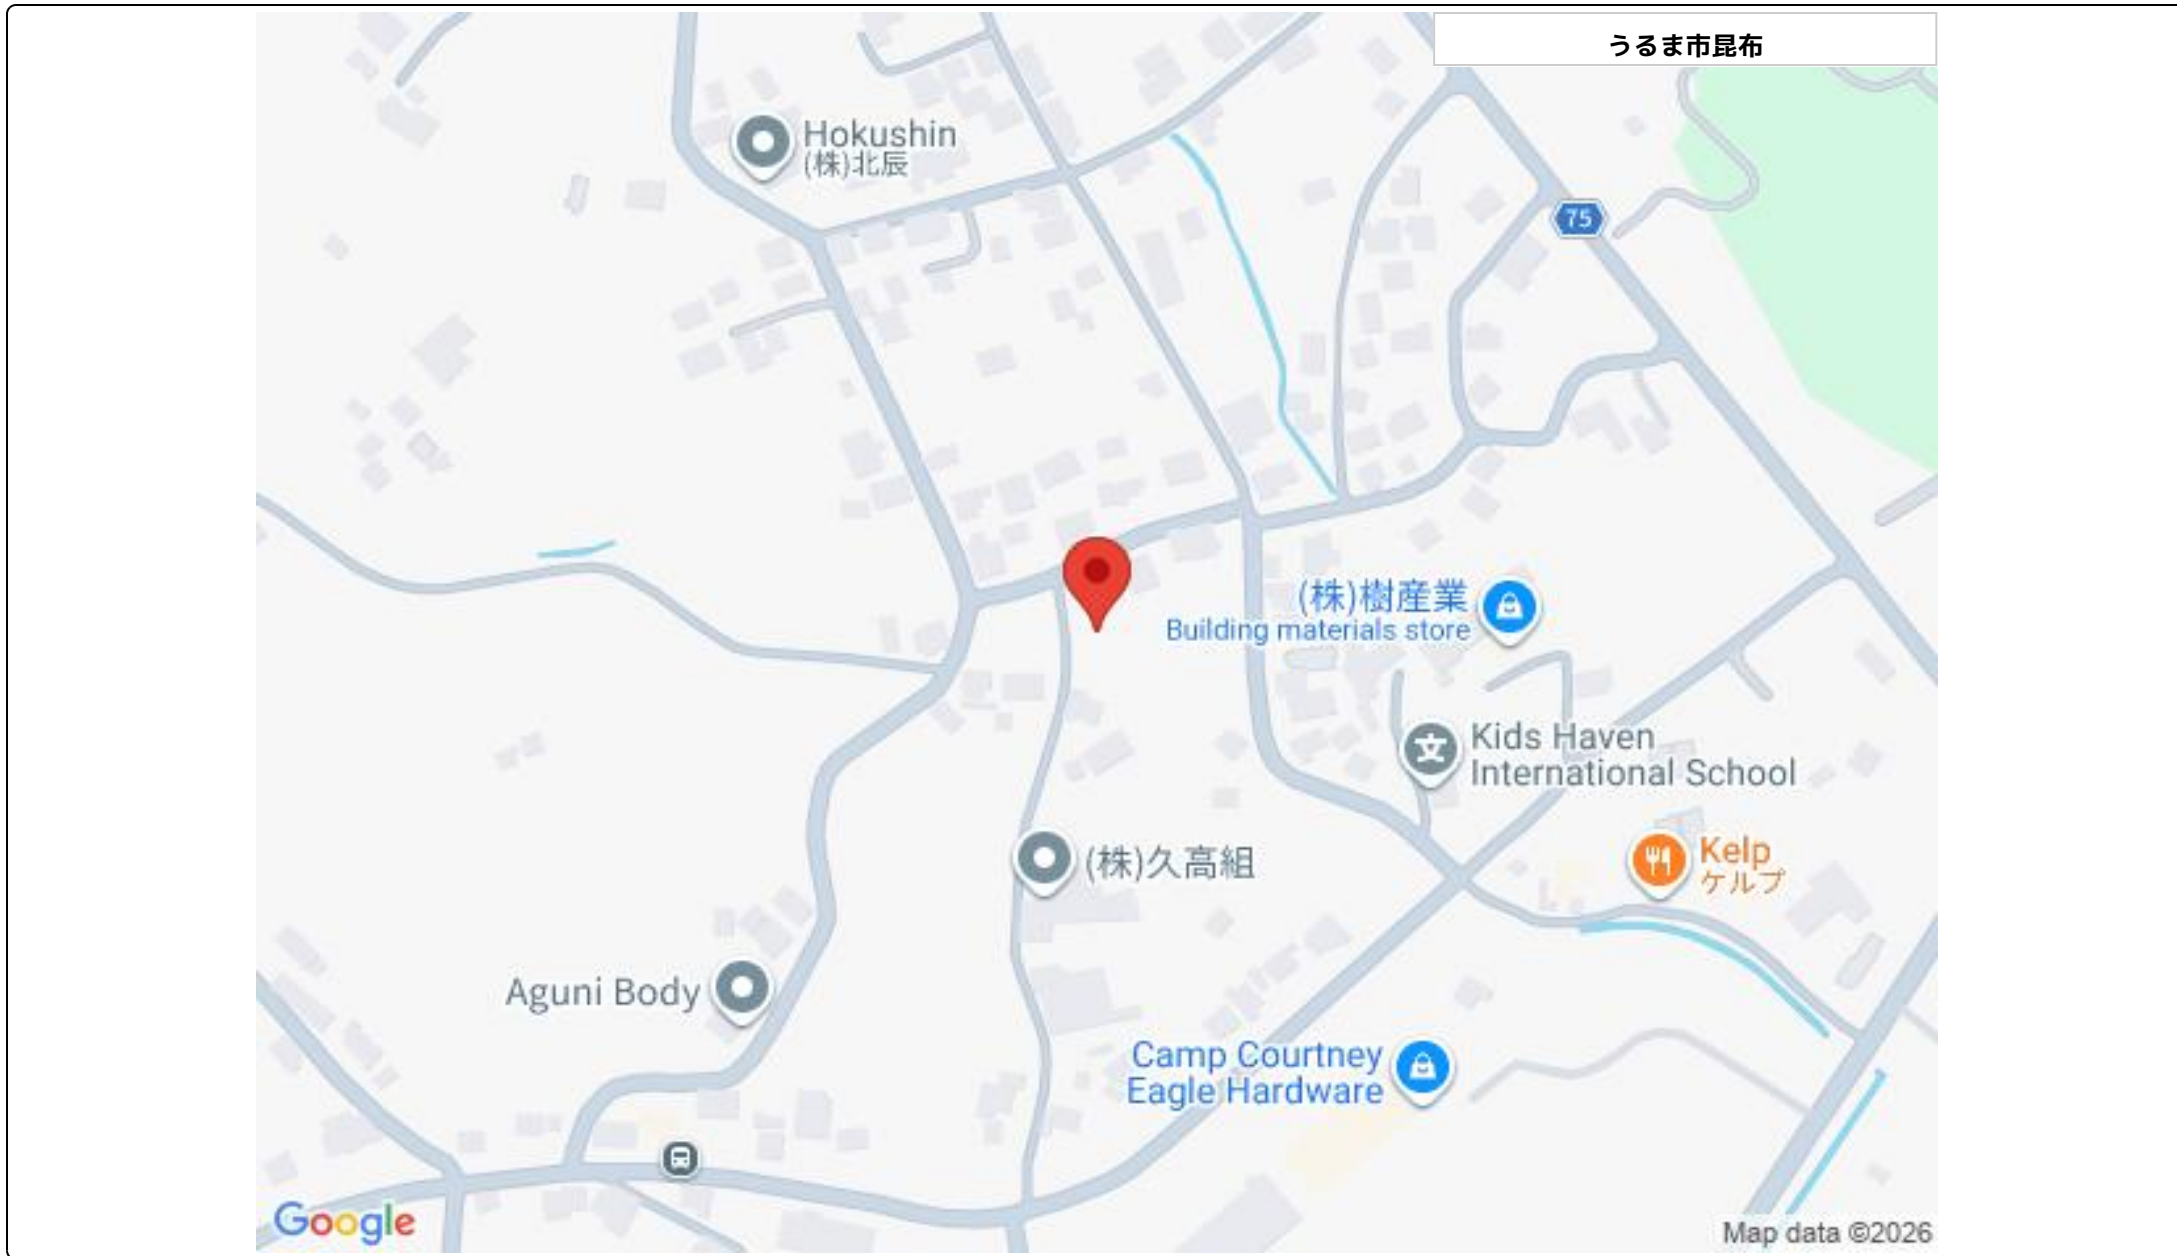 うるま市昆布
Hokushin
(株)北辰
75
(株)樹産業
Building materials store
Kids Haven
International School
(株)久高組
Kelp
ケルプ
Aguni Body
Camp Courtney
Eagle Hardware
Google
Map data ©2026